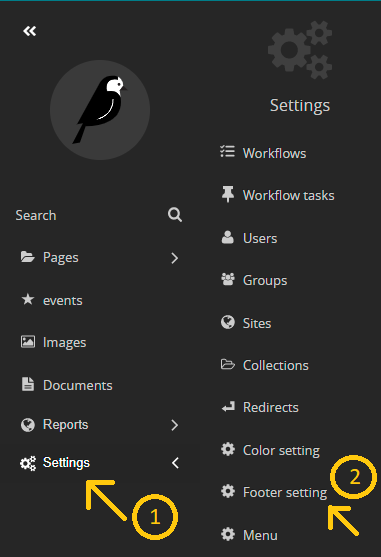 Search
Pages
events
Images
Documents
Reports
Settings
1
Settings
Workflows
Workflow tasks
Users
Groups
Sites
Collections
Redirects
Color setting
Footer setting
2
Menu